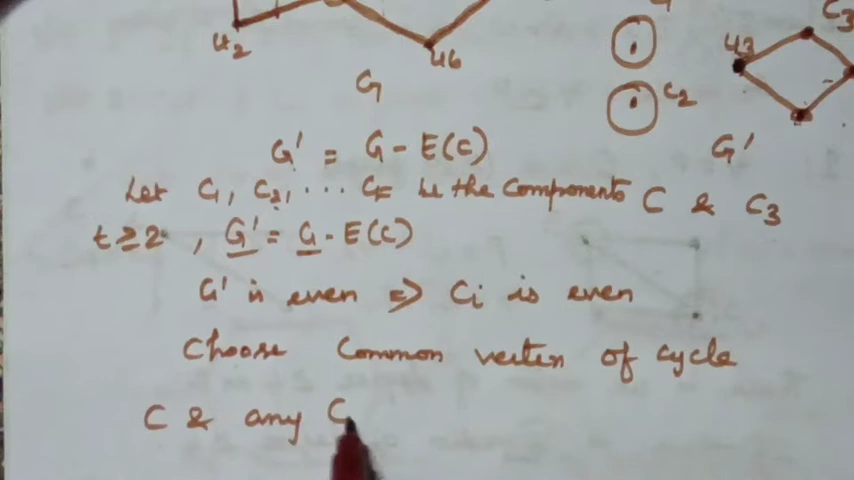 u2
u6
G
C2
u3
C3
G'
G' = G - E(C)
Let C1, C2, ... Ct be the Components
C & C3
t ≥ 2, G' = G - E(C)
G' is even => Ci is even
Choose Common vertex of cycle
C & any C